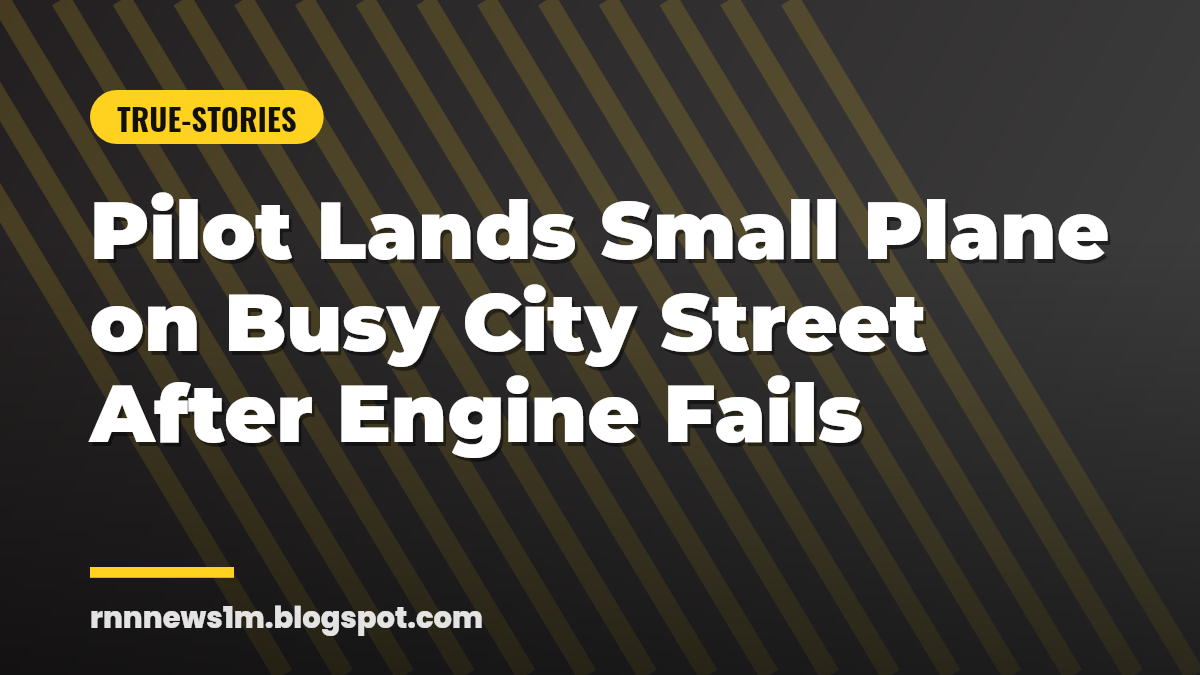 TRUE-STORIES
Pilot Lands Small Plane
on Busy City Street
After Engine Fails
rnnnews1m.blogspot.com